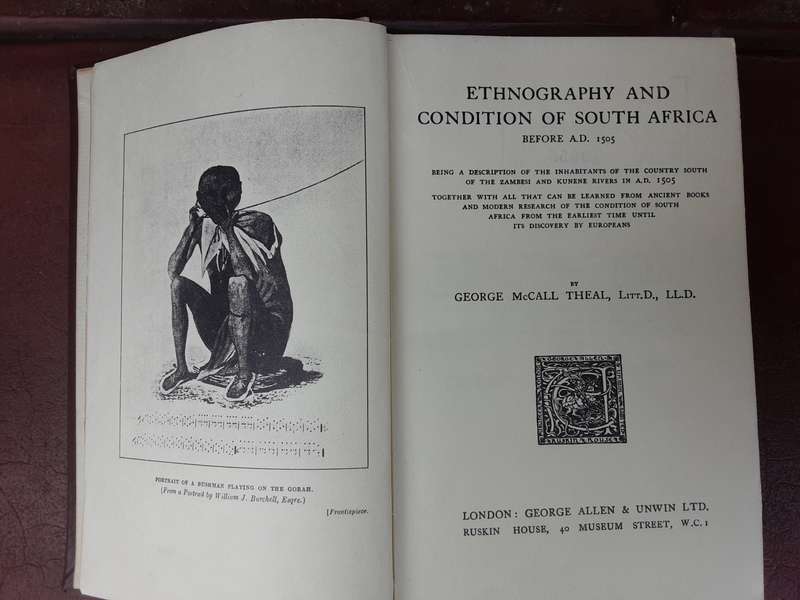 PORTRAIT OF A BUSHMAN PLAYING ON THE GORAH.
(From a Portrait by William J. Burchell, Esqre.)
[Frontispiece.
ETHNOGRAPHY AND
CONDITION OF SOUTH AFRICA
BEFORE A.D. 1505
BEING A DESCRIPTION OF THE INHABITANTS OF THE COUNTRY SOUTH
OF THE ZAMBESI AND KUNENE RIVERS IN A.D. 1505
TOGETHER WITH ALL THAT CAN BE LEARNED FROM ANCIENT BOOKS
AND MODERN RESEARCH OF THE CONDITION OF SOUTH
AFRICA FROM THE EARLIEST TIME UNTIL
ITS DISCOVERY BY EUROPEANS
BY
GEORGE McCALL THEAL, Litt.D., LL.D.
GEORGE ALLEN
RUSKIN HOUSE
LONDON: GEORGE ALLEN & UNWIN LTD.
RUSKIN HOUSE, 40 MUSEUM STREET, W.C. 1